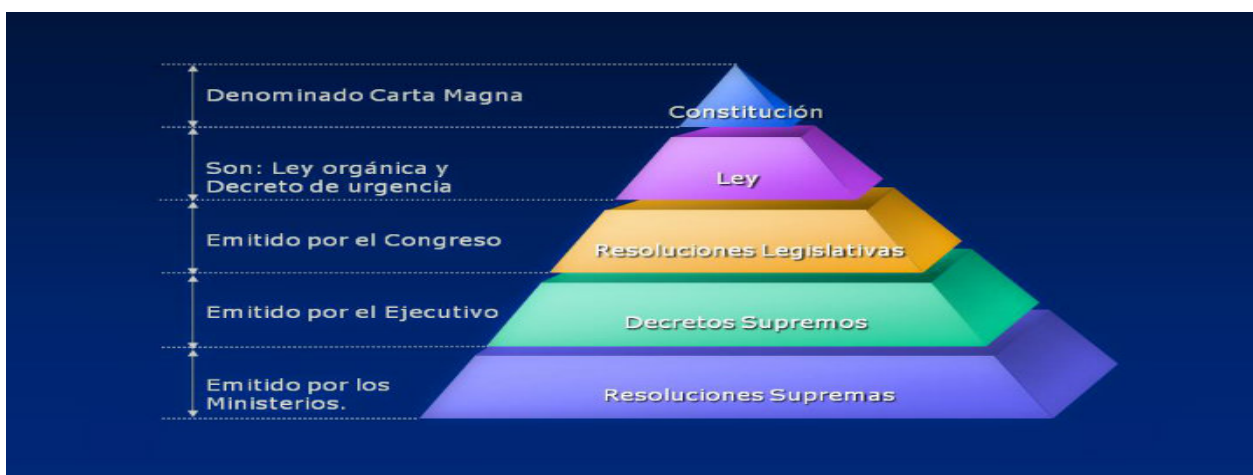 Denominado Carta Magna
Constitución
Son: Ley orgánica y
Decreto de urgencia
Ley
Emitido por el Congreso
Resoluciones Legislativas
Emitido por el Ejecutivo
Decretos Supremos
Emitido por los
Ministerios.
Resoluciones Supremas